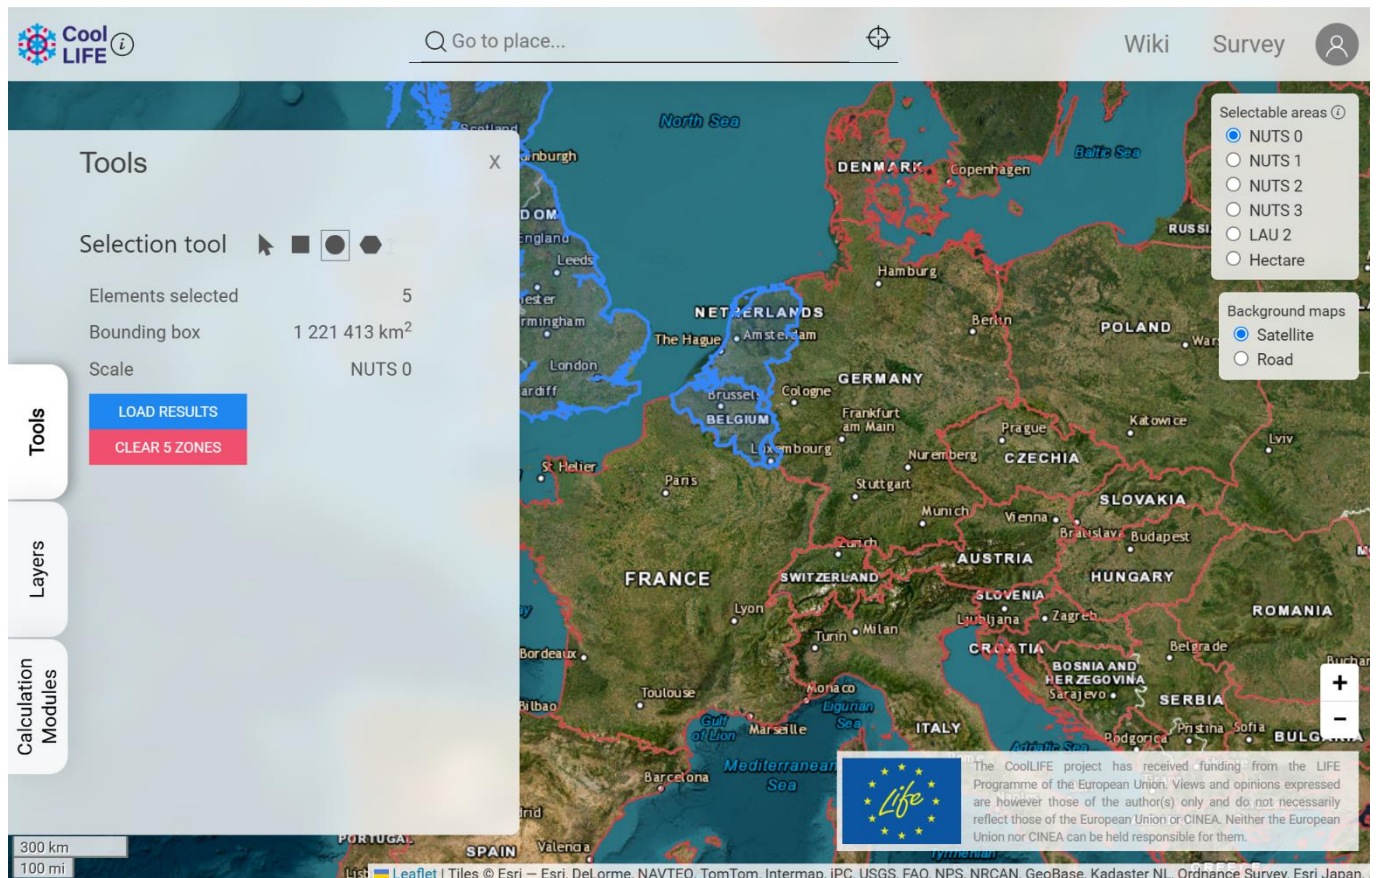 Cool
LIFE
Go to place...
Wiki
Survey
Tools
X
Selection tool
Elements selected
5
Bounding box
1 221 413 km²
Scale
NUTS 0
LOAD RESULTS
CLEAR 5 ZONES
Tools
Layers
Calculation
Modules
Selectable areas
NUTS 0
NUTS 1
NUTS 2
NUTS 3
LAU 2
Hectare
Background maps
Satellite
Road
North Sea
Baltic Sea
Scotland
DENMARK
Copenhagen
England
Leeds
Hamburg
NETHERLANDS
The Hague
Amsterdam
Berlin
POLAND
London
Cologne
GERMANY
Brussels
BELGIUM
Frankfurt
am Main
Prague
Katowice
Lviv
Luxembourg
Nuremberg
CZECHIA
St Helier
Paris
Stuttgart
SLOVAKIA
Munich
Vienna
Bratislava
Budapest
Zurich
AUSTRIA
FRANCE
SWITZERLAND
HUNGARY
SLOVENIA
Lyon
Ljubljana
Zagreb
ROMANIA
Turin
Milan
CROATIA
Belgrade
Bordeaux
BOSNIA AND
HERZEGOVINA
Sarajevo
SERBIA
Toulouse
Monaco
Ligurian
Sea
Bilbao
Gulf
of Lion
Marseille
ITALY
Podgorica
Pristina
Sofia
Adriatic Sea
Mediterranean
Sea
Barcelona
PORTUGAL
SPAIN
Valencia
+
−
life
The CoolLIFE project has received funding from the LIFE
Programme of the European Union. Views and opinions expressed
are however those of the author(s) only and do not necessarily
reflect those of the European Union or CINEA. Neither the European
Union nor CINEA can be held responsible for them.
300 km
100 mi
Leaflet | Tiles © Esri — Esri, DeLorme, NAVTEQ, TomTom, Intermap, iPC, USGS, FAO, NPS, NRCAN, GeoBase, Kadaster NL, Ordnance Survey, Esri Japan,